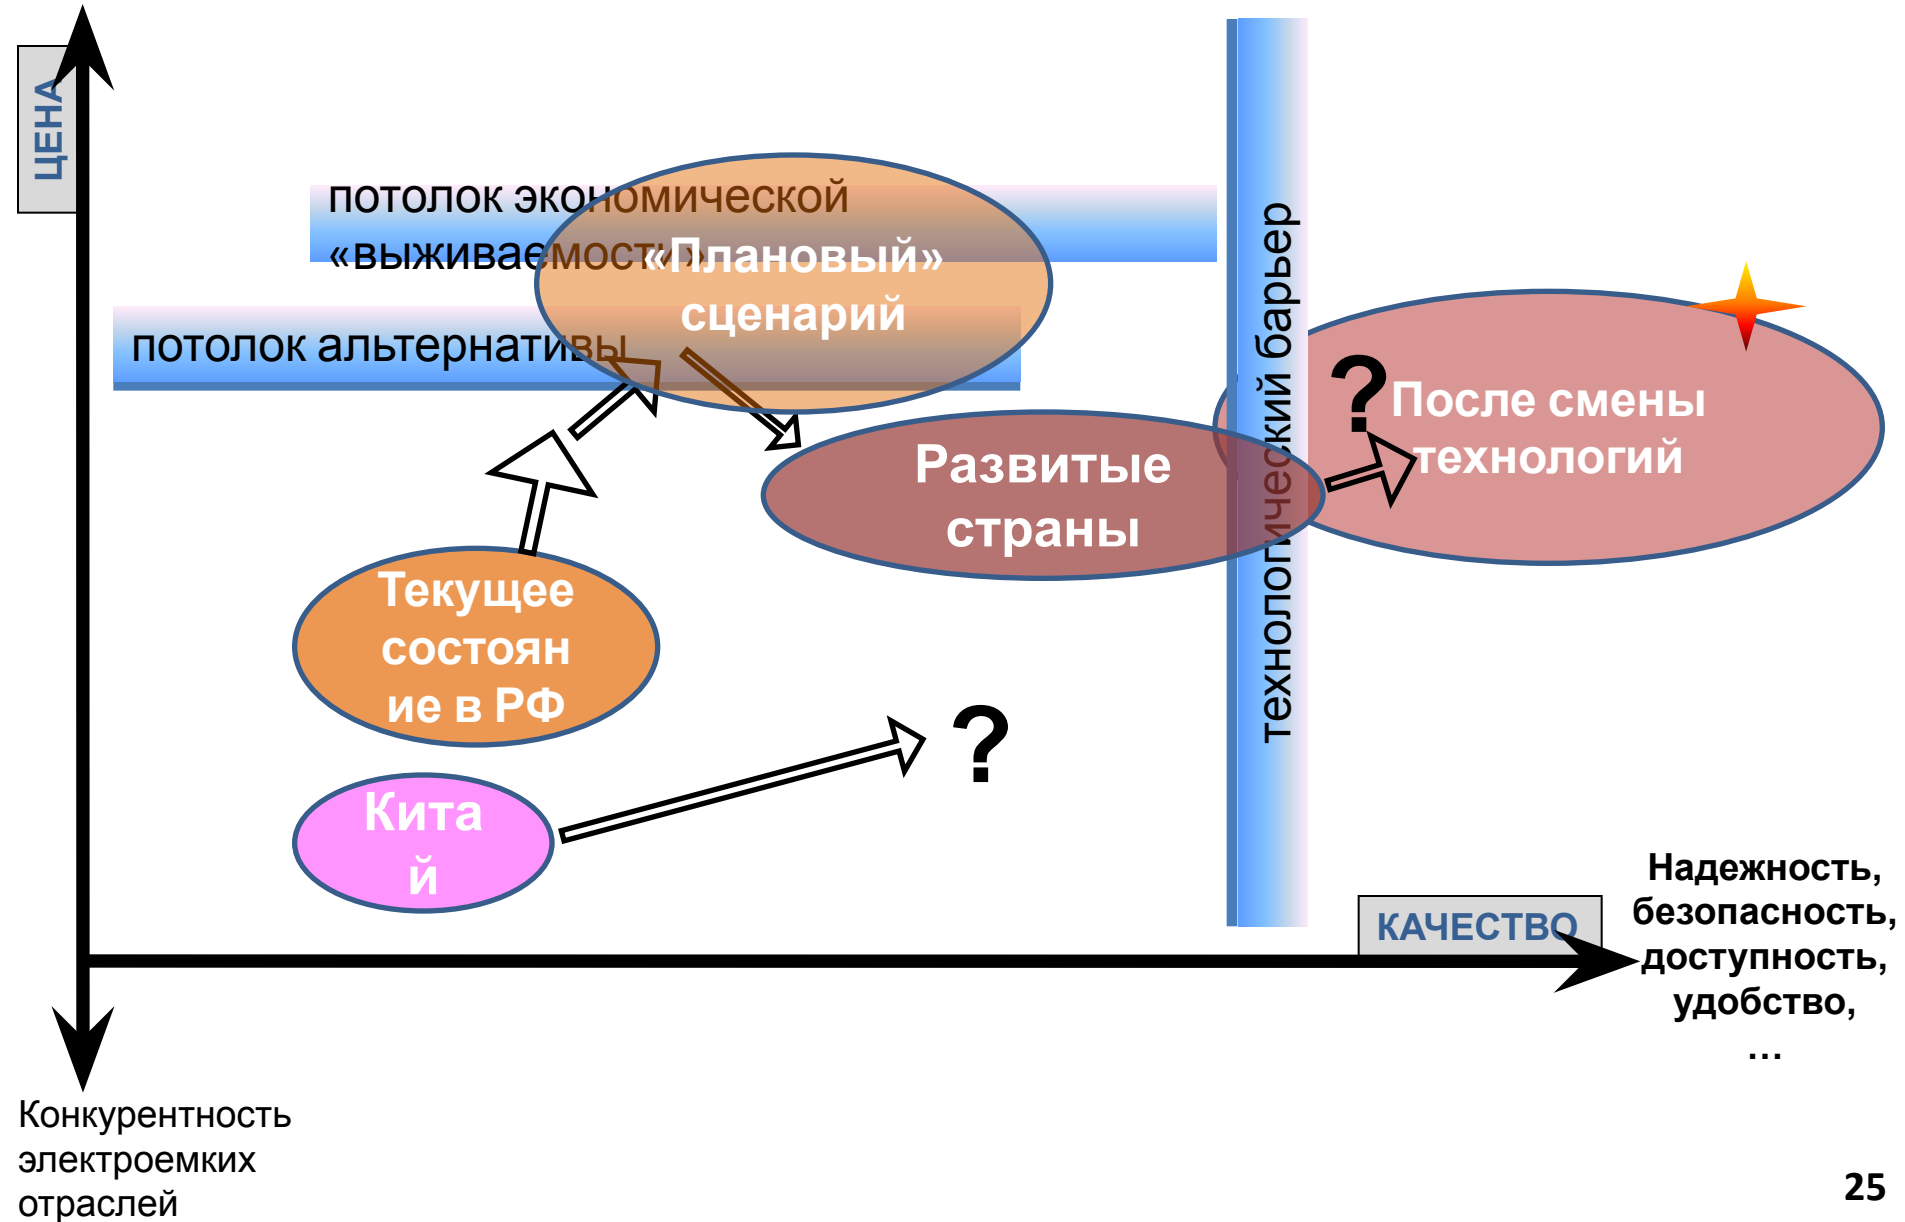 ЦЕНА
потолок экономической
«выживаемости»
«Плановый»
сценарий
потолок альтернативы
технологический барьер
?
После смены
технологий
Развитые
страны
Текущее
состоян
ие в РФ
?
Кита
й
КАЧЕСТВО
Надежность,
безопасность,
доступность,
удобство,
…
Конкурентность
электроемких
отраслей
25